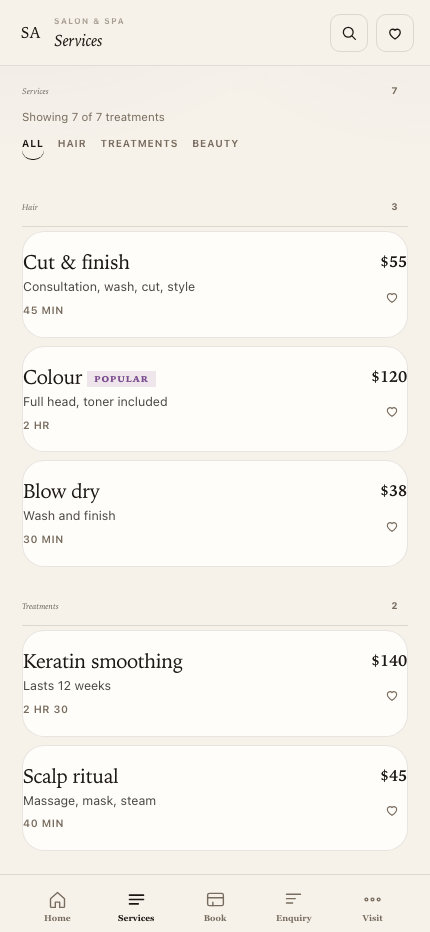 SA
SALON & SPA
Services
Services
7
Showing 7 of 7 treatments
ALL HAIR TREATMENTS BEAUTY
Hair
3
Cut & finish
$55
Consultation, wash, cut, style
45 MIN
Colour POPULAR
$120
Full head, toner included
2 HR
Blow dry
$38
Wash and finish
30 MIN
Treatments
2
Keratin smoothing
$140
Lasts 12 weeks
2 HR 30
Scalp ritual
$45
Massage, mask, steam
40 MIN
Home Services Book Enquiry Visit